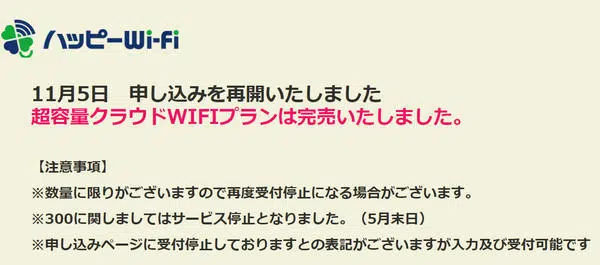 ハッピーWi-Fi
11月5日　申し込みを再開いたしました
超容量クラウドWIFIプランは完売いたしました。
【注意事項】
※数量に限りがございますので再度受付停止になる場合がございます。
※300に関しましてはサービス停止となりました。（5月末日）
※申し込みページに受付停止しておりますとの表記がございますが入力及び受付可能です